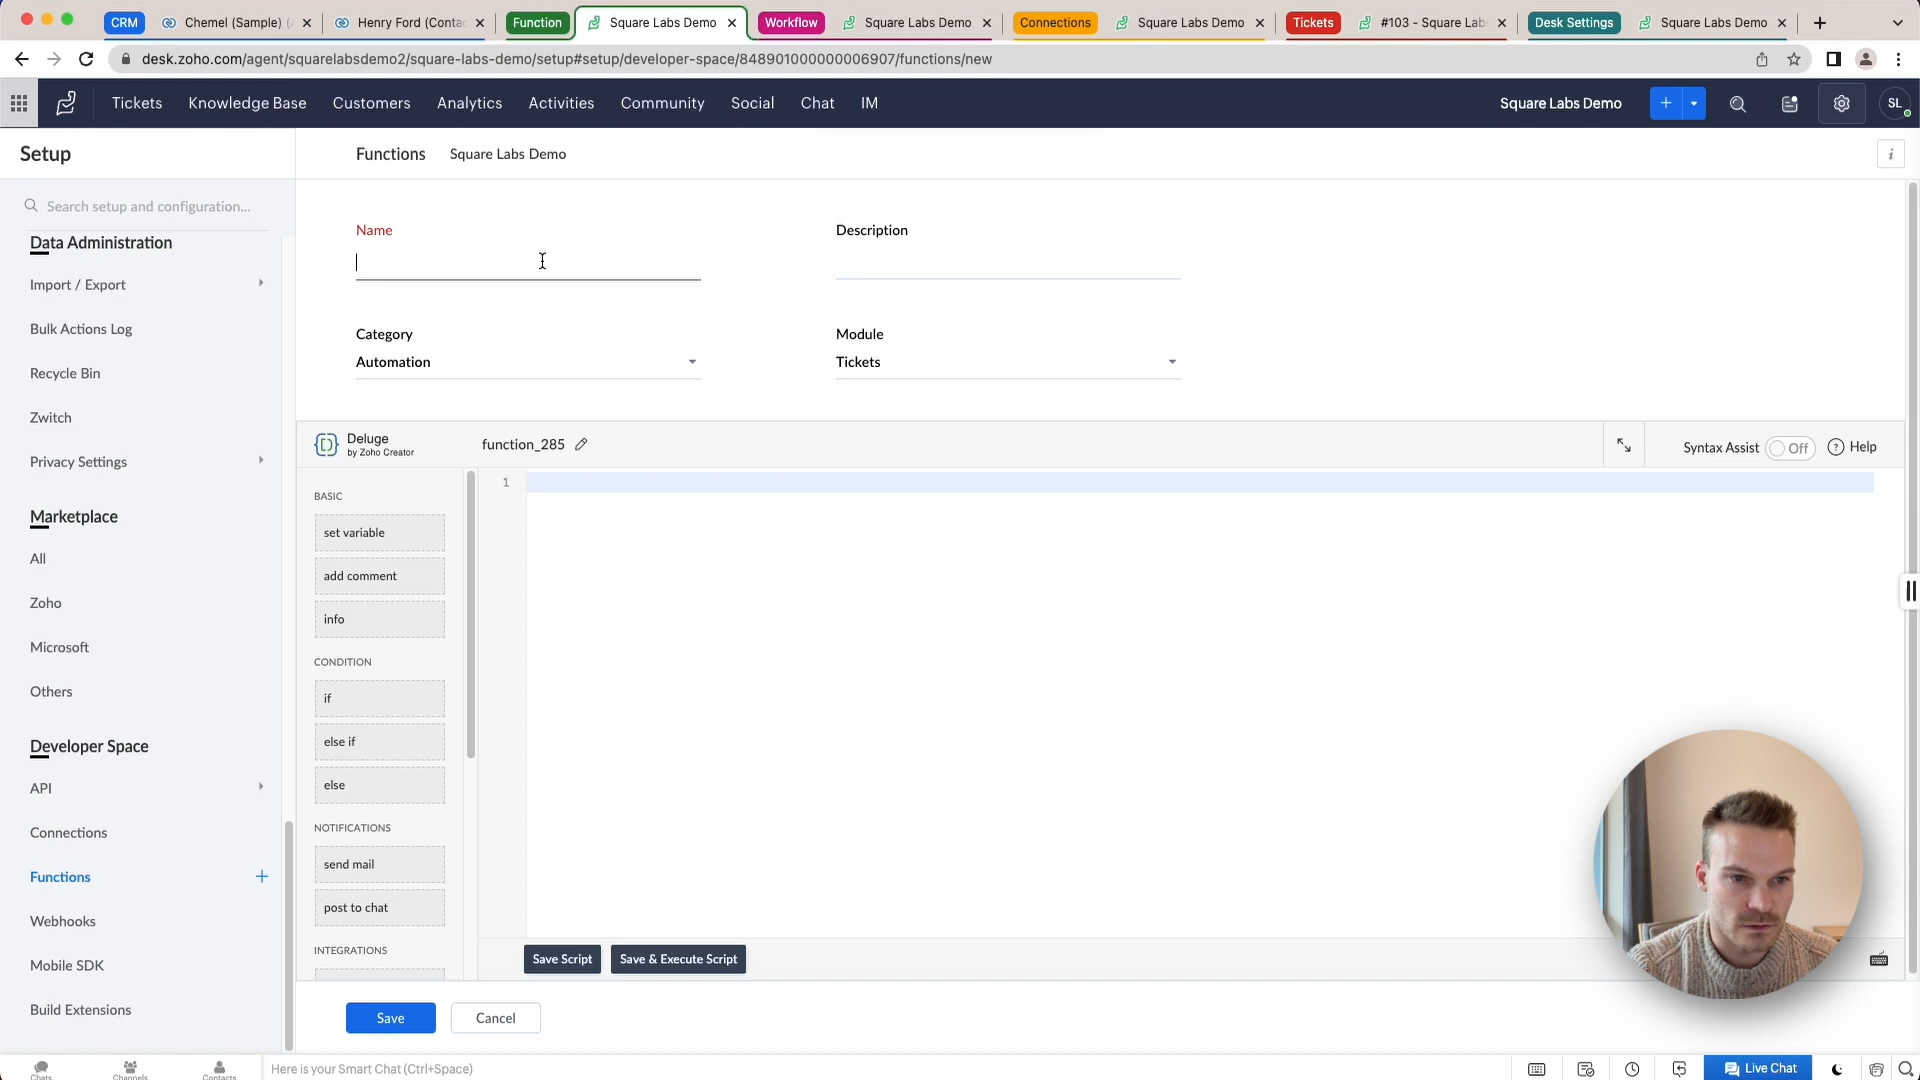 CRM
Chemel (Sample)
Henry Ford (Contac
Function
Square Labs Demo
Workflow
Square Labs Demo
Connections
Square Labs Demo
Tickets
#103 - Square Lab
Desk Settings
Square Labs Demo
desk.zoho.com/agent/squarelabsdemo2/square-labs-demo/setup#setup/developer-space/848901000000006907/functions/new
Tickets
Knowledge Base
Customers
Analytics
Activities
Community
Social
Chat
IM
Square Labs Demo
SL
Setup
Functions
Square Labs Demo
Search setup and configuration...
Data Administration
Import / Export
Bulk Actions Log
Recycle Bin
Zwitch
Privacy Settings
Marketplace
All
Zoho
Microsoft
Others
Developer Space
API
Connections
Functions
Webhooks
Mobile SDK
Build Extensions
Name
Description
Category
Automation
Module
Tickets
Deluge
by Zoho Creator
function_285
Syntax Assist
Off
Help
BASIC
set variable
add comment
info
CONDITION
if
else if
else
NOTIFICATIONS
send mail
post to chat
INTEGRATIONS
1
Save Script
Save & Execute Script
Save
Cancel
Chats
Channels
Contacts
Here is your Smart Chat (Ctrl+Space)
Live Chat